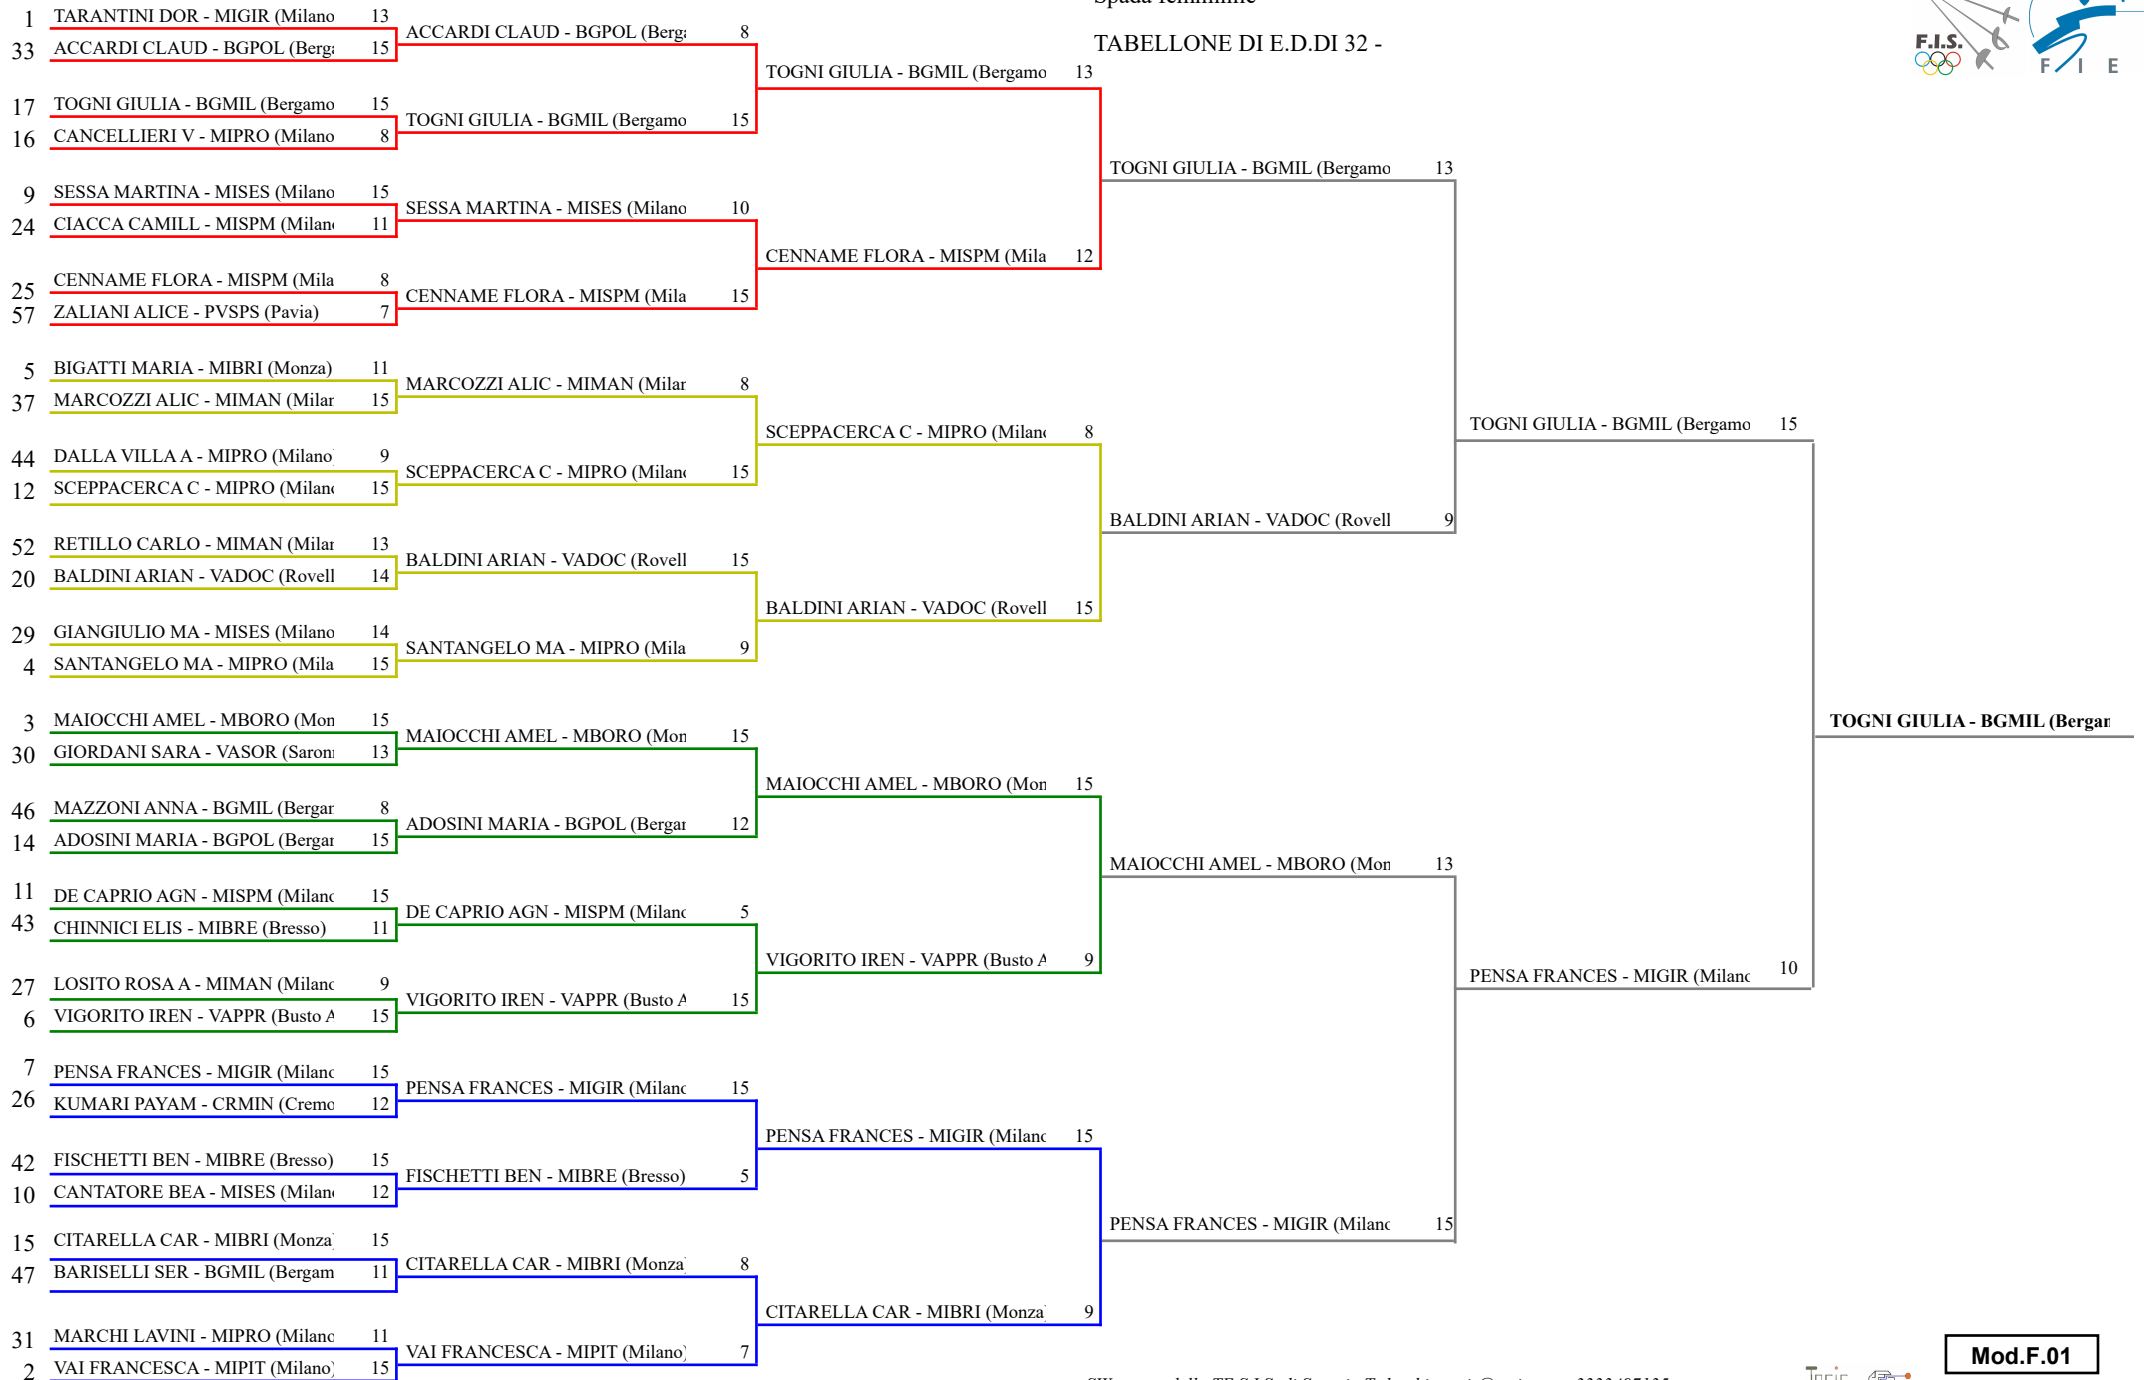 Spada femminile
TABELLONE DI E.D.DI 32 -
F.I.S.
F I E
1 TARANTINI DOR - MIGIR (Milano 13
33 ACCARDI CLAUD - BGPOL (Berga 15
17 TOGNI GIULIA - BGMIL (Bergamo 15
16 CANCELLIERI V - MIPRO (Milano 8
9 SESSA MARTINA - MISES (Milano 15
24 CIACCA CAMILL - MISPM (Milan 11
25 CENNAME FLORA - MISPM (Mila 8
57 ZALIANI ALICE - PVSPS (Pavia) 7
5 BIGATTI MARIA - MIBRI (Monza) 11
37 MARCOZZI ALIC - MIMAN (Milar 15
44 DALLA VILLA A - MIPRO (Milano) 9
12 SCEPPACERCA C - MIPRO (Milano 15
52 RETILLO CARLO - MIMAN (Milar 13
20 BALDINI ARIAN - VADOC (Rovell 14
29 GIANGIULIO MA - MISES (Milano 14
4 SANTANGELO MA - MIPRO (Mila 15
3 MAIOCCHI AMEL - MBORO (Mon 15
30 GIORDANI SARA - VASOR (Saron 13
46 MAZZONI ANNA - BGMIL (Bergar 8
14 ADOSINI MARIA - BGPOL (Bergar 15
11 DE CAPRIO AGN - MISPM (Milano 15
43 CHINNICI ELIS - MIBRE (Bresso) 11
27 LOSITO ROSA A - MIMAN (Milano 9
6 VIGORITO IREN - VAPPR (Busto A 15
7 PENSA FRANCES - MIGIR (Milano 15
26 KUMARI PAYAM - CRMIN (Cremo 12
42 FISCHETTI BEN - MIBRE (Bresso) 15
10 CANTATORE BEA - MISES (Milan 12
15 CITARELLA CAR - MIBRI (Monza) 15
47 BARISELLI SER - BGMIL (Bergam 11
31 MARCHI LAVINI - MIPRO (Milano 11
2 VAI FRANCESCA - MIPIT (Milano) 15
ACCARDI CLAUD - BGPOL (Berga 8
TOGNI GIULIA - BGMIL (Bergamo 15
SESSA MARTINA - MISES (Milano 10
CENNAME FLORA - MISPM (Mila 15
MARCOZZI ALIC - MIMAN (Milar 8
SCEPPACERCA C - MIPRO (Milano 15
BALDINI ARIAN - VADOC (Rovell 15
SANTANGELO MA - MIPRO (Mila 9
MAIOCCHI AMEL - MBORO (Mon 15
ADOSINI MARIA - BGPOL (Bergar 12
DE CAPRIO AGN - MISPM (Milano 5
VIGORITO IREN - VAPPR (Busto A 15
PENSA FRANCES - MIGIR (Milano 15
FISCHETTI BEN - MIBRE (Bresso) 5
CITARELLA CAR - MIBRI (Monza) 8
VAI FRANCESCA - MIPIT (Milano) 7
TOGNI GIULIA - BGMIL (Bergamo 13
CENNAME FLORA - MISPM (Mila 12
SCEPPACERCA C - MIPRO (Milano 8
BALDINI ARIAN - VADOC (Rovell 15
MAIOCCHI AMEL - MBORO (Mon 15
VIGORITO IREN - VAPPR (Busto A 9
PENSA FRANCES - MIGIR (Milano 15
CITARELLA CAR - MIBRI (Monza) 9
TOGNI GIULIA - BGMIL (Bergamo 13
BALDINI ARIAN - VADOC (Rovell 9
MAIOCCHI AMEL - MBORO (Mon 13
PENSA FRANCES - MIGIR (Milano 15
TOGNI GIULIA - BGMIL (Bergamo 15
PENSA FRANCES - MIGIR (Milano 10
TOGNI GIULIA - BGMIL (Bergan
Mod.F.01